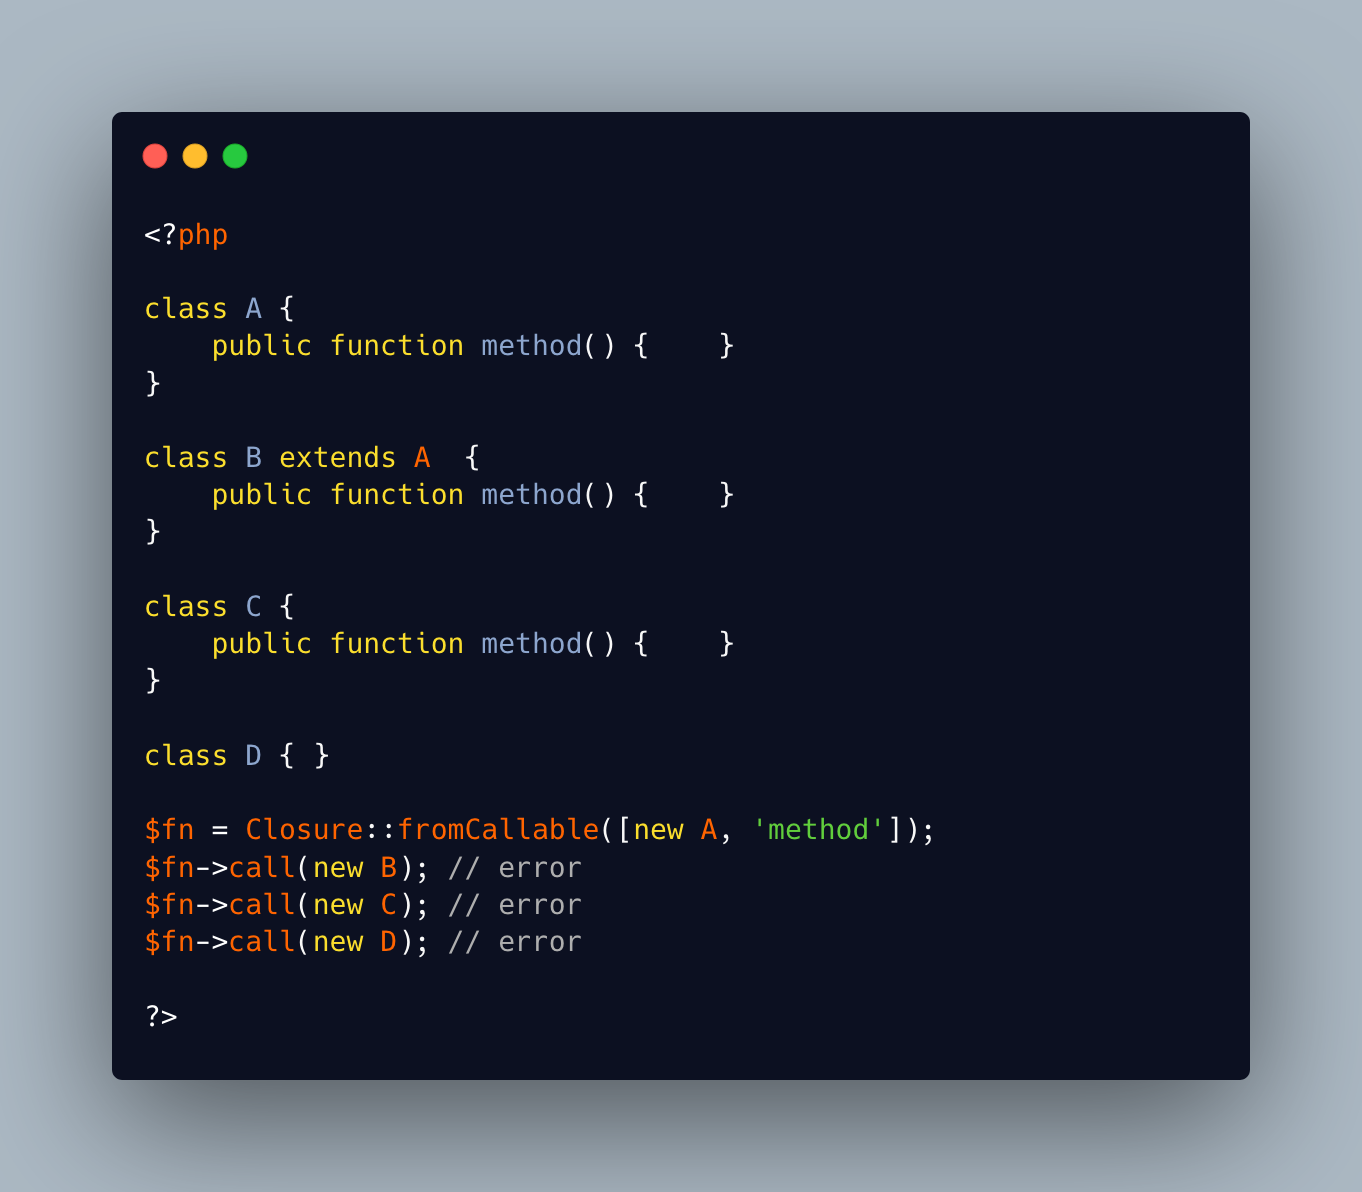 <?php
class A {
    public function method() {    }
}
class B extends A  {
    public function method() {    }
}
class C {
    public function method() {    }
}
class D { }
$fn = Closure::fromCallable([new A, 'method']);
$fn->call(new B); // error
$fn->call(new C); // error
$fn->call(new D); // error
?>